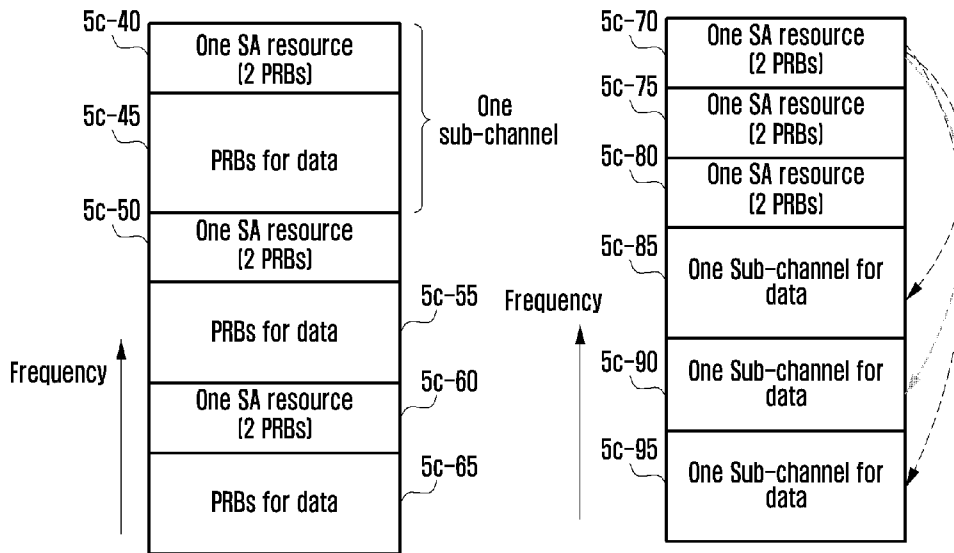 5c-40
One SA resource
(2 PRBs)
5c-45
PRBs for data
One
sub-channel
5c-50
One SA resource
(2 PRBs)
5c-55
PRBs for data
Frequency
5c-60
One SA resource
(2 PRBs)
5c-65
PRBs for data
5c-70
One SA resource
(2 PRBs)
5c-75
One SA resource
(2 PRBs)
5c-80
One SA resource
(2 PRBs)
5c-85
One Sub-channel for
data
Frequency
5c-90
One Sub-channel for
data
5c-95
One Sub-channel for
data